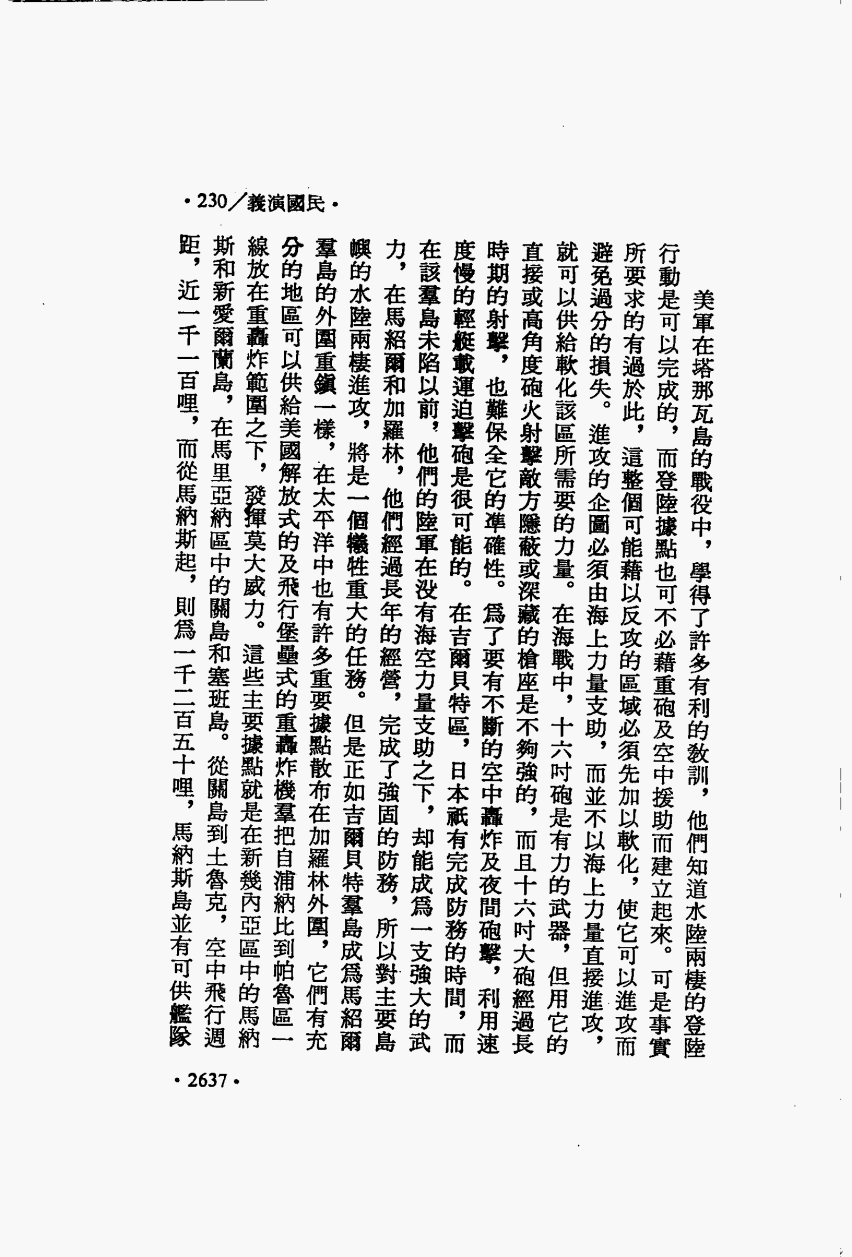 •230／義演國民•
美軍在塔那瓦島的戰役中，學得了許多有利的教訓，他們知道水陸兩棲的登陸
行動是可以完成的，而登陸據點也可不必藉重砲及空中援助而建立起來。可是事實
所要求的有過於此，這整個可能藉以反攻的區域必須先加以軟化，使它可以進攻而
避免過分的損失。進攻的企圖必須由海上力量支助，而並不以海上力量直接進攻，
就可以供給軟化該區所需要的力量。在海戰中，十六吋砲是有力的武器，但用它的
直接或高角度砲火射擊敵方隱蔽或深藏的槍座是不夠強的，而且十六吋大砲經過長
時期的射擊，也難保全它的準確性。爲了要有不斷的空中轟炸及夜間砲擊，利用速
度慢的輕艇載運迫擊砲是很可能的。在吉爾貝特區，日本祇有完成防務的時間，而
在該羣島未陷以前，他們的陸軍在没有海空力量支助之下，却能成爲一支強大的武
力，在馬紹爾和加羅林，他們經過長年的經營，完成了強固的防務，所以對主要島
嶼的水陸兩棲進攻，將是一個犧牲重大的任務。但是正如吉爾貝特羣島成爲馬紹爾
羣島的外圍重鎭一樣，在太平洋中也有許多重要據點散布在加羅林外圍，它們有充
分的地區可以供給美國解放式的及飛行堡壘式的重轟炸機羣把自浦納比到帕魯區一
線放在重轟炸範圍之下，發揮莫大威力。這些主要據點就是在新幾內亞區中的馬納
斯和新愛爾蘭島，在馬里亞納區中的關島和塞班島。從關島到土魯克，空中飛行週
距，近一千一百哩，而從馬納斯起，則爲一千二百五十哩，馬納斯島並有可供艦隊
•2637•